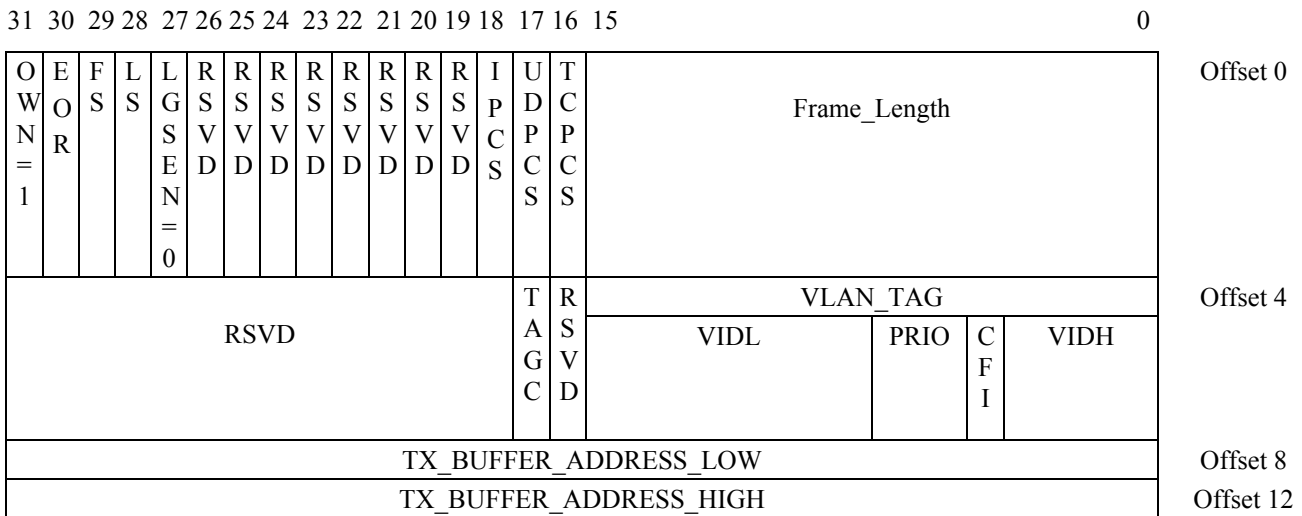 31 30 29 28 27 26 25 24 23 22 21 20 19 18 17 16 15 0
OWN=1 EOR FS LS LGSEN=0 RSVD RSVD RSVD RSVD RSVD RSVD RSVD RSVD IPCS UDPCS TCPCS Frame_Length Offset 0
RSVD TAGC RSVD VLAN_TAG Offset 4
VIDL PRIO CFI VIDH
TX_BUFFER_ADDRESS_LOW Offset 8
TX_BUFFER_ADDRESS_HIGH Offset 12